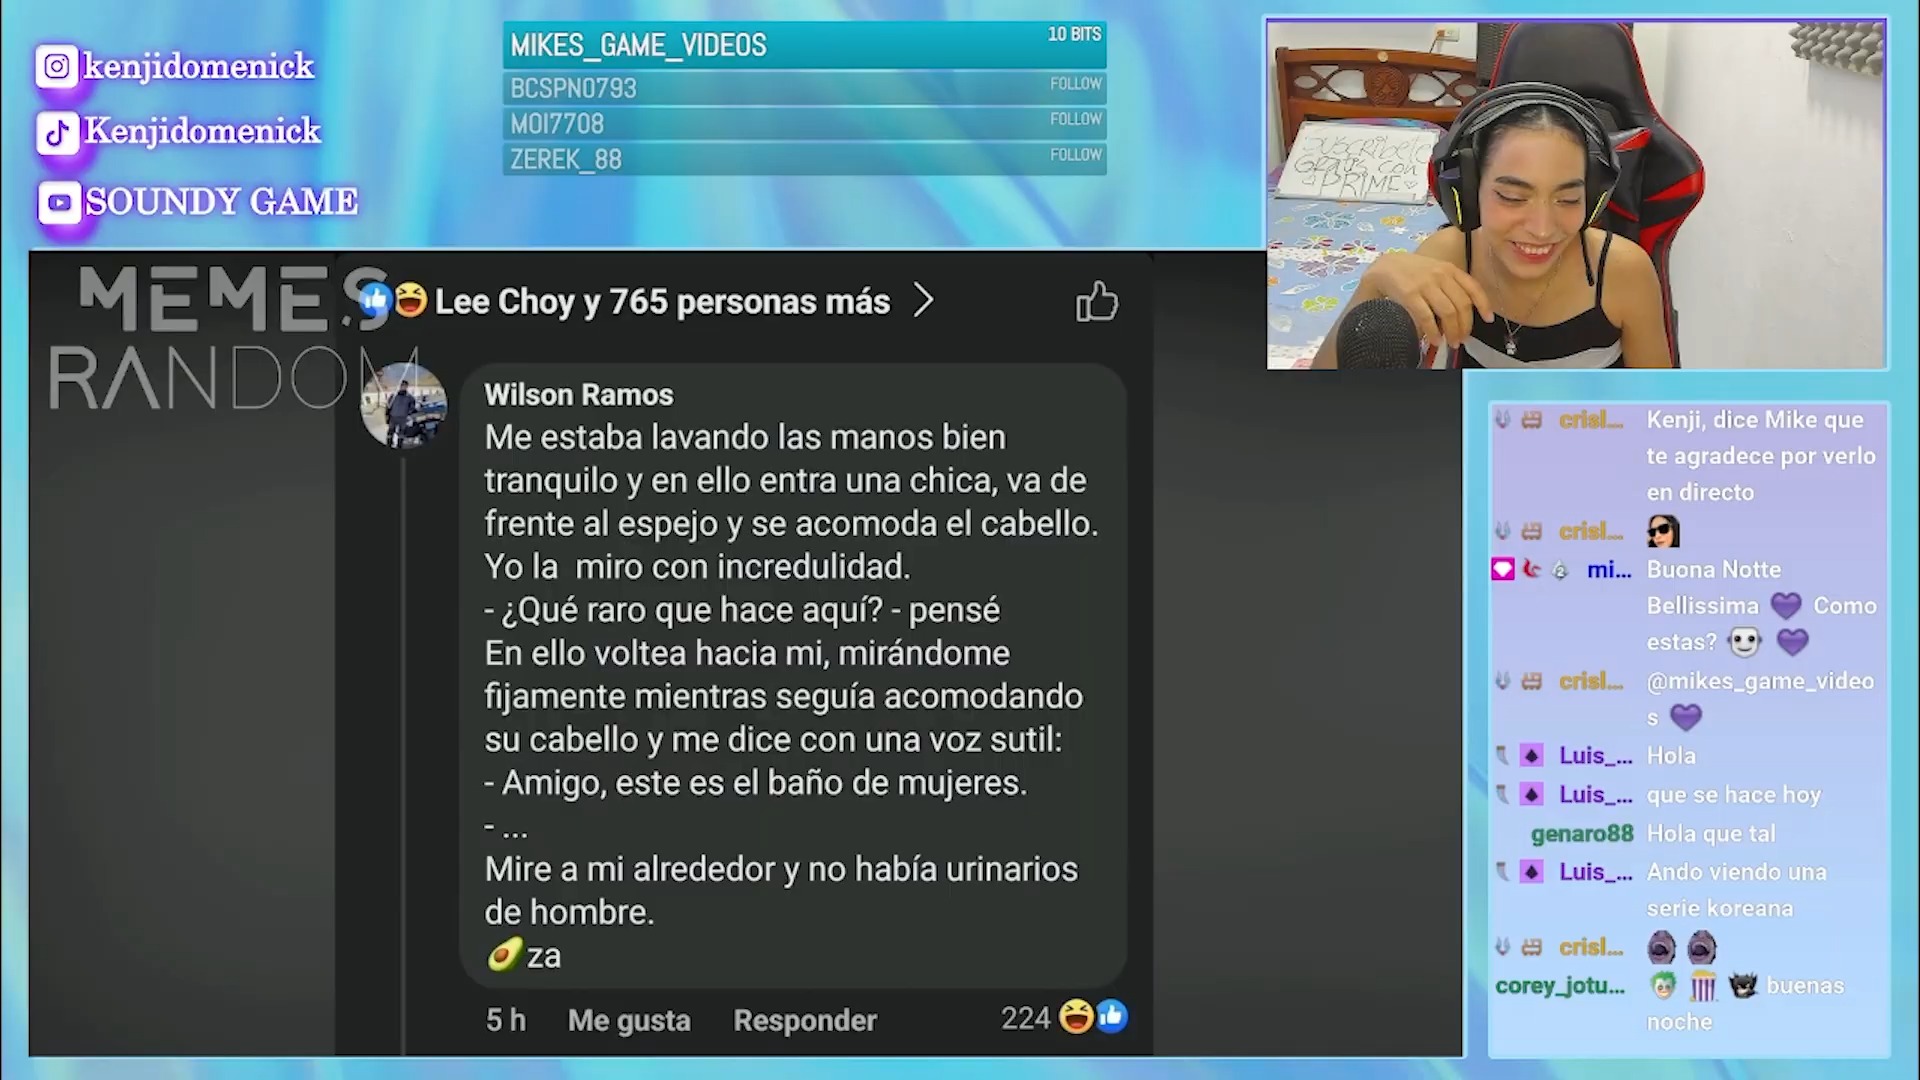 kenjidomenick
Kenjidomenick
SOUNDY GAME
MIKES_GAME_VIDEOS 10 BITS
BCSPN0793 FOLLOW
MOI7708 FOLLOW
ZEREK_88 FOLLOW
SUSCRIBETE
GRATIS con
PRIME
MEMES
RANDOM
Lee Choy y 765 personas más
Wilson Ramos
Me estaba lavando las manos bien
tranquilo y en ello entra una chica, va de
frente al espejo y se acomoda el cabello.
Yo la  miro con incredulidad.
- ¿Qué raro que hace aquí? - pensé
En ello voltea hacia mi, mirándome
fijamente mientras seguía acomodando
su cabello y me dice con una voz sutil:
- Amigo, este es el baño de mujeres.
- ...
Mire a mi alrededor y no había urinarios
de hombre.
🥑za
5 h Me gusta Responder 224
crisl... Kenji, dice Mike que
te agradece por verlo
en directo
crisl...
mi... Buona Notte
Bellissima 💜 Como
estas? 💜
crisl... @mikes_game_video
s 💜
Luis_... Hola
Luis_... que se hace hoy
genaro88 Hola que tal
Luis_... Ando viendo una
serie koreana
crisl...
corey_jotu... buenas
noche